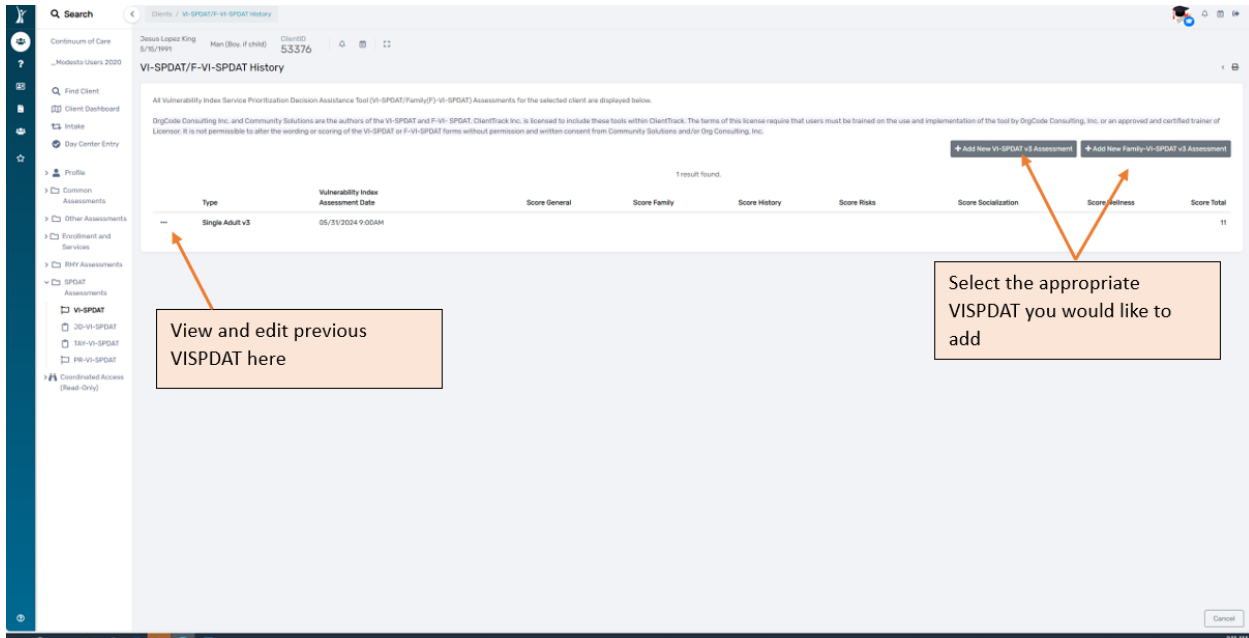 Search
Clients / VI-SPDAT/F-VI-SPDAT History
Continuum of Care
_Modesto Users 2020
Find Client
Client Dashboard
Intake
Day Center Entry
Profile
Common
Assessments
Other Assessments
Enrollment and
Services
RHY Assessments
SPDAT
Assessments
VI-SPDAT
JD-VI-SPDAT
TAY-VI-SPDAT
PR-VI-SPDAT
Coordinated Access
(Read-Only)
Jesus Lopez King
5/15/1991
Man (Boy, if child)
ClientID
53376
VI-SPDAT/F-VI-SPDAT History
All Vulnerability Index Service Prioritization Decision Assistance Tool (VI-SPDAT/Family(F)-VI-SPDAT) Assessments for the selected client are displayed below.
OrgCode Consulting Inc. and Community Solutions are the authors of the VI-SPDAT and F-VI- SPDAT. ClientTrack Inc. is licensed to include these tools within ClientTrack. The terms of this license require that users must be trained on the use and implementation of the tool by OrgCode Consulting, Inc. or an approved and certified trainer of
Licensor. It is not permissible to alter the wording or scoring of the VI-SPDAT or F-VI-SPDAT forms without permission and written consent from Community Solutions and/or Org Consulting, Inc.
+ Add New VI-SPDAT v3 Assessment + Add New Family-VI-SPDAT v3 Assessment
1 result found.
Type Vulnerability Index Assessment Date Score General Score Family Score History Score Risks Score Socialization Score Wellness Score Total
Single Adult v3 05/31/2024 9:00AM 11
View and edit previous
VISPDAT here
Select the appropriate
VISPDAT you would like to
add
Cancel